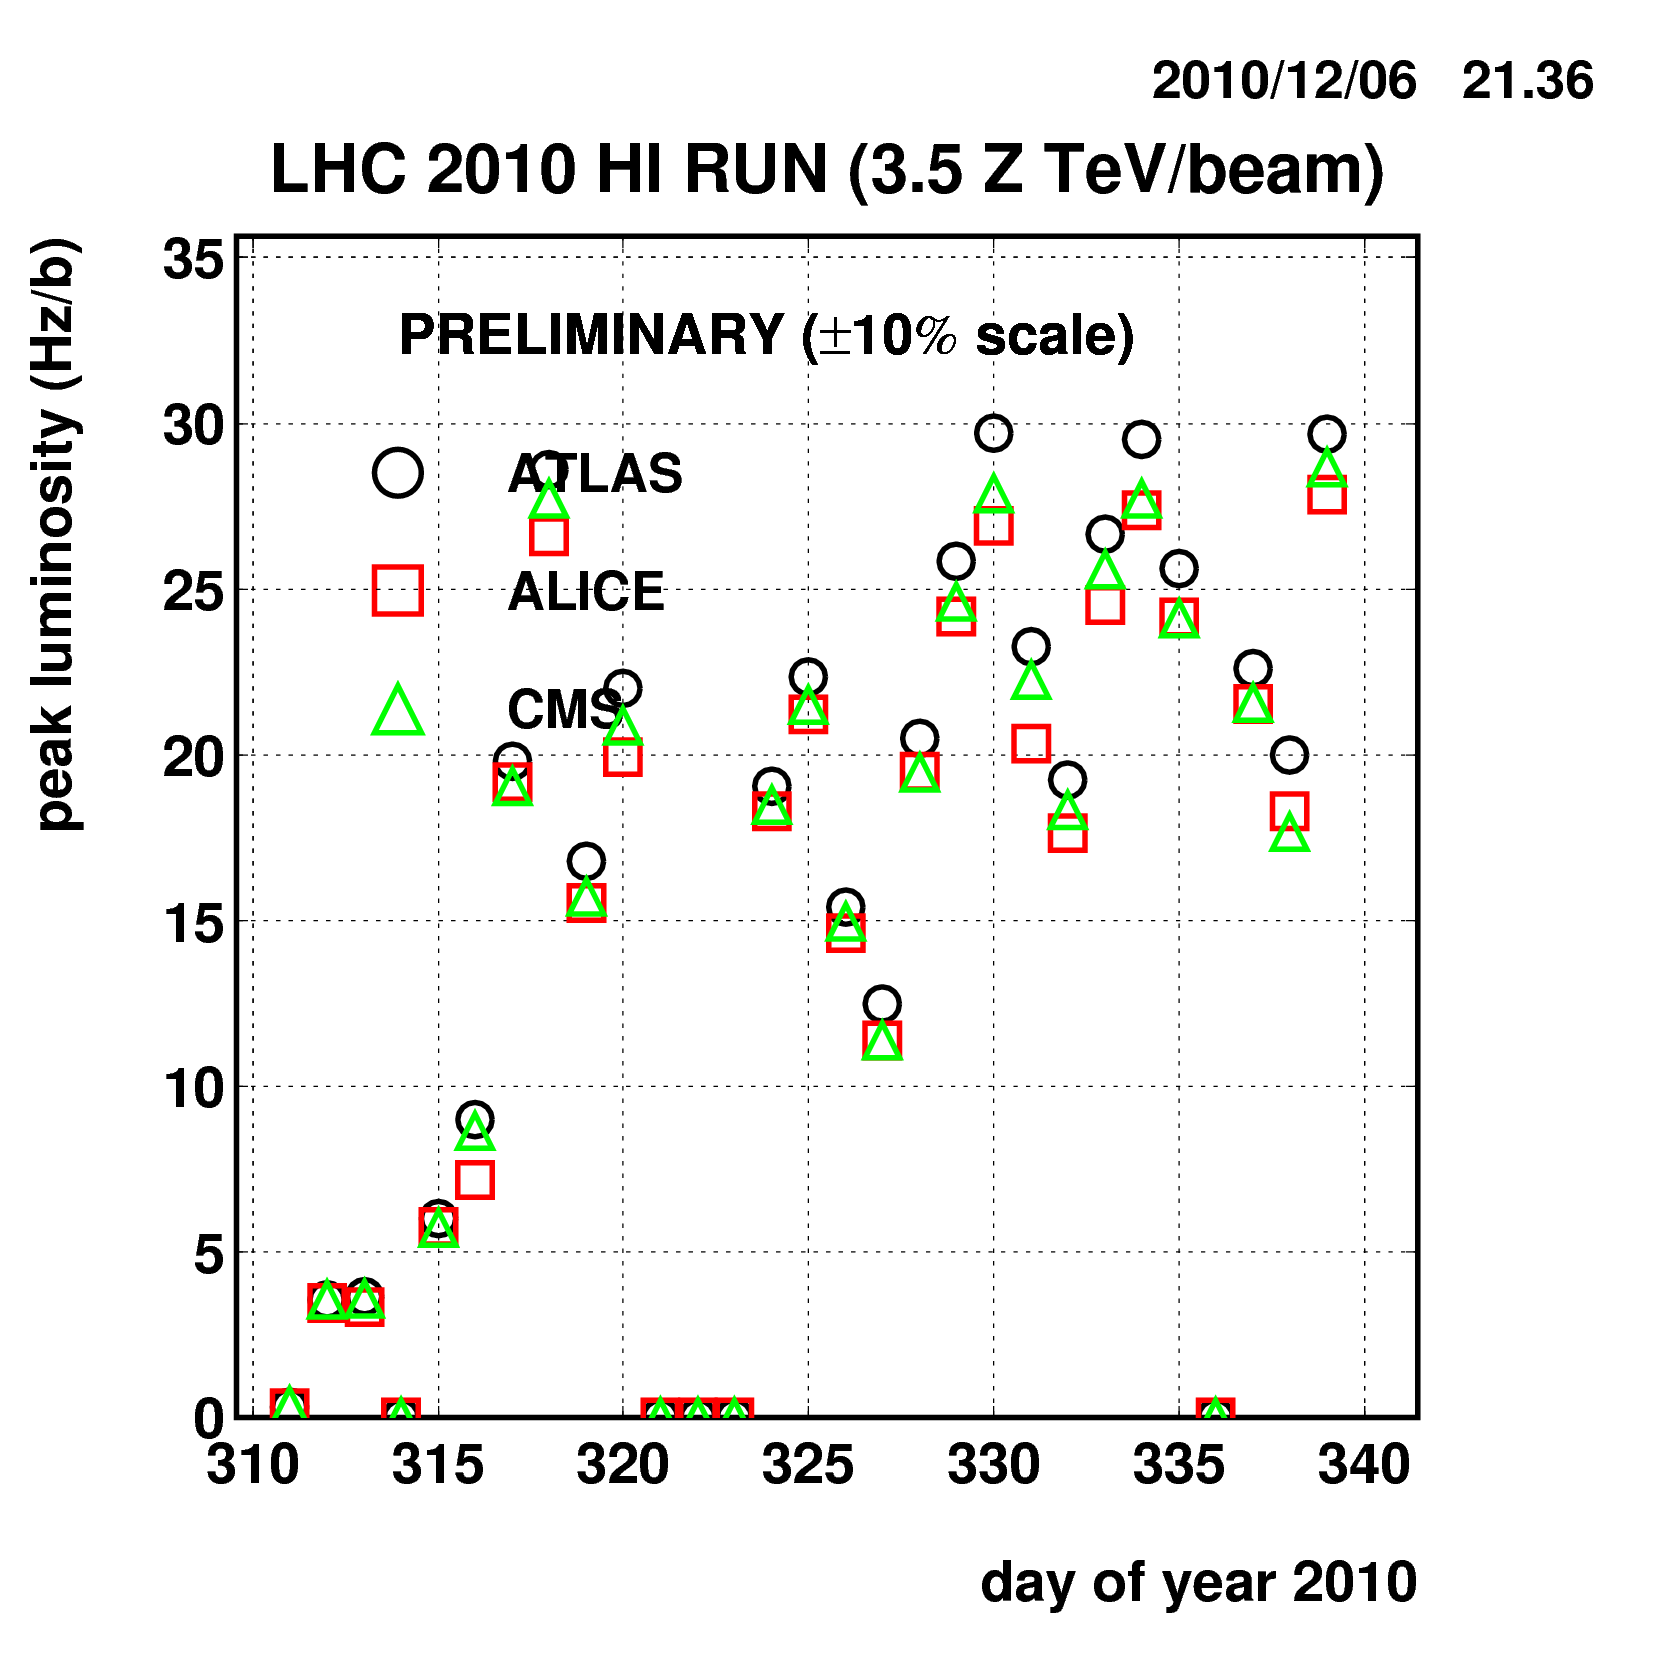 2010/12/06 21.36
LHC 2010 HI RUN (3.5 Z TeV/beam)
peak luminosity (Hz/b)
35
PRELIMINARY (±10% scale)
30
ATLAS
25
ALICE
CMS
20
15
10
5
0
310 315 320 325 330 335 340
day of year 2010